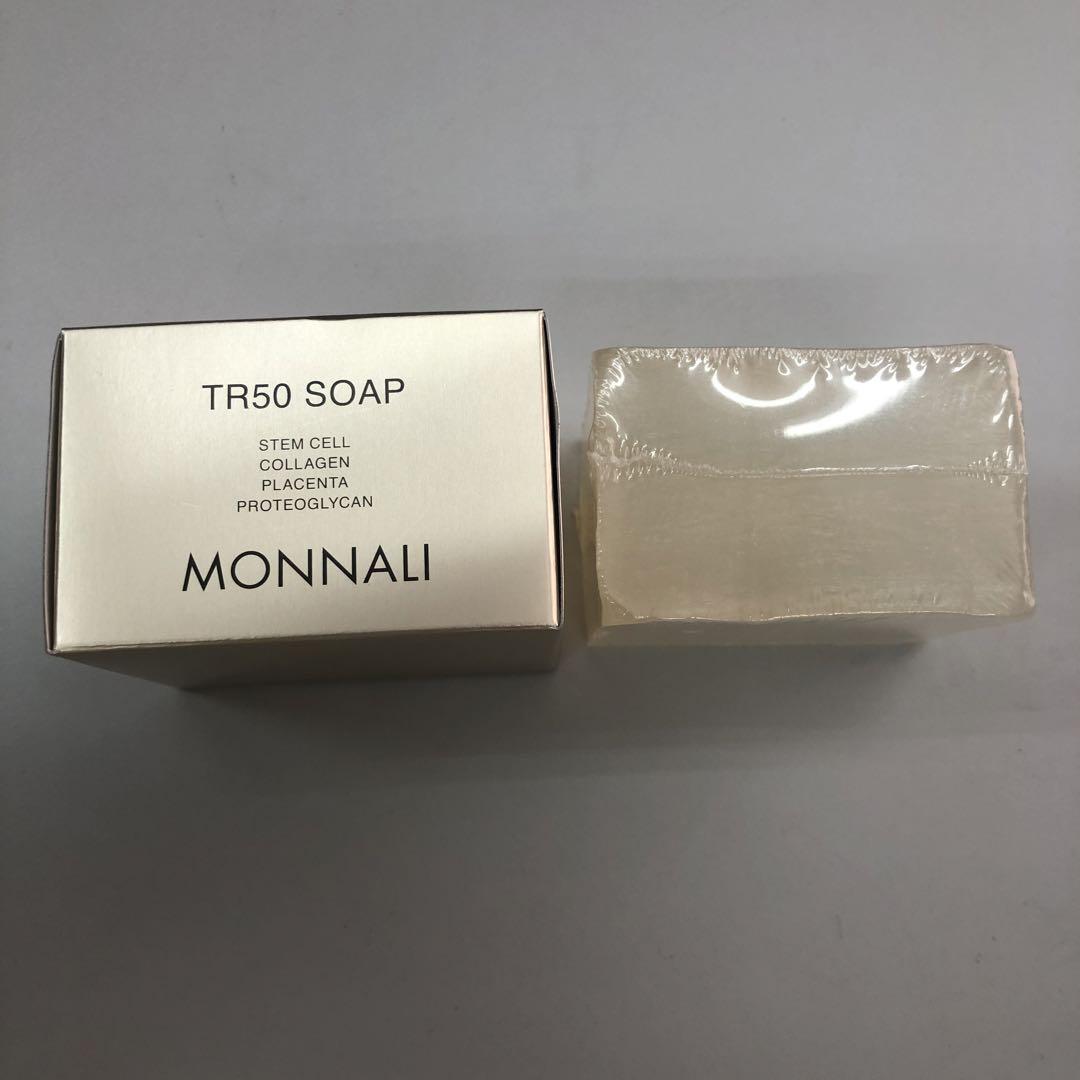 TR50 SOAP
STEM CELL
COLLAGEN
PLACENTA
PROTEOGLYCAN
MONNALI